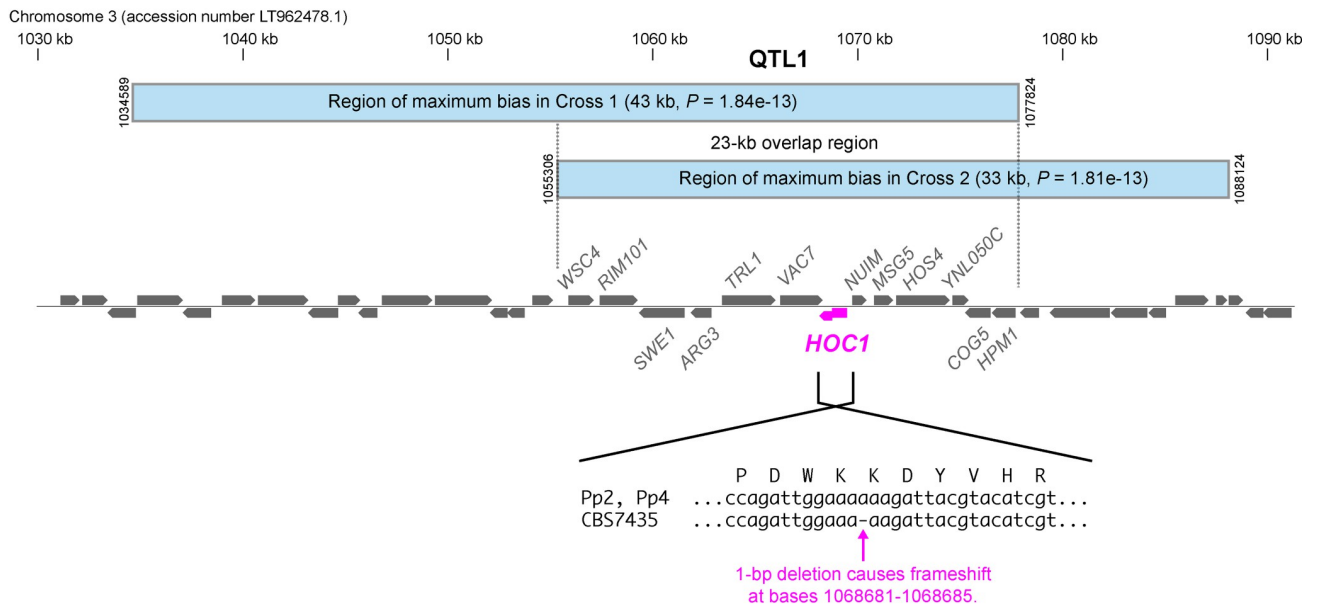 Chromosome 3 (accession number LT962478.1)
1030 kb 1040 kb 1050 kb 1060 kb 1070 kb 1080 kb 1090 kb
QTL1
1034589
Region of maximum bias in Cross 1 (43 kb, P = 1.84e-13)
1077824
23-kb overlap region
1055306
Region of maximum bias in Cross 2 (33 kb, P = 1.81e-13)
1088124
WSC4 RIM101 TRL1 VAC7 NUIM MSG5 HOS4 YNL050C
SWE1 ARG3 HOC1 COG5 HPM1
P D W K K D Y V H R
Pp2, Pp4 ...ccagattggaaaaaagattacgtacatcgt...
CBS7435 ...ccagattggaaa-aagattacgtacatcgt...
1-bp deletion causes frameshift
at bases 1068681-1068685.